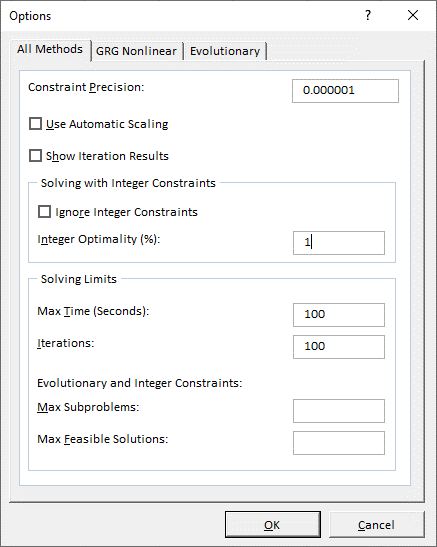 Options ? ×
All Methods GRG Nonlinear Evolutionary
Constraint Precision: 0.000001
Use Automatic Scaling
Show Iteration Results
Solving with Integer Constraints
Ignore Integer Constraints
Integer Optimality (%): 1
Solving Limits
Max Time (Seconds): 100
Iterations: 100
Evolutionary and Integer Constraints:
Max Subproblems:
Max Feasible Solutions:
OK Cancel